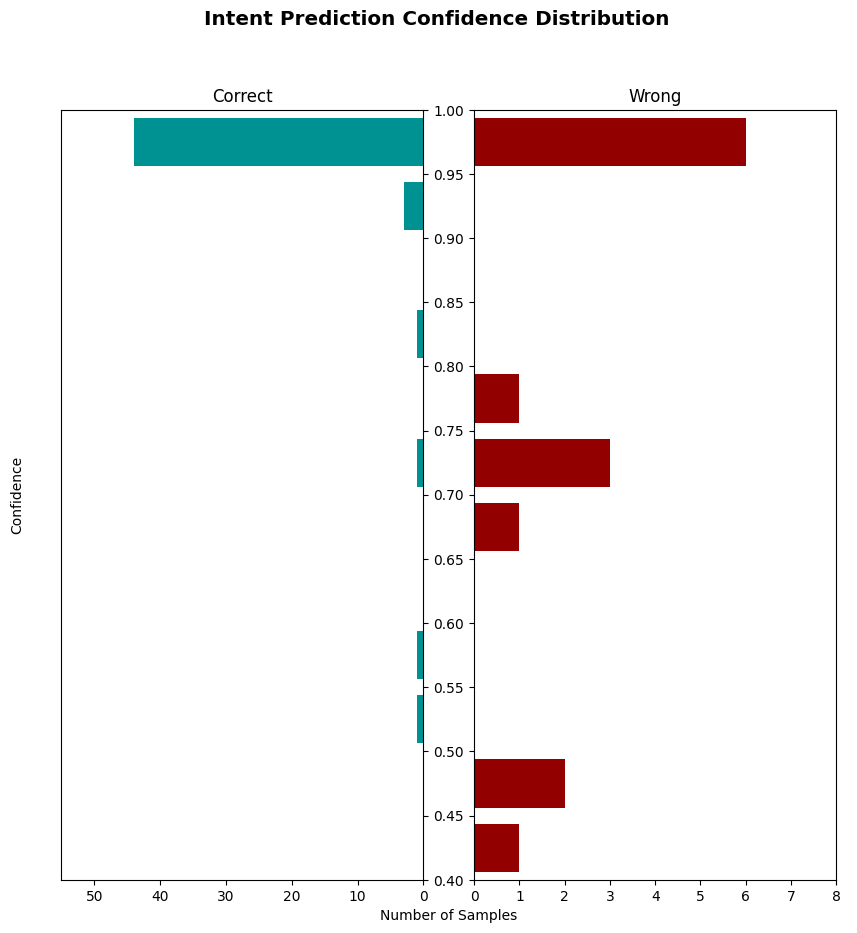 Intent Prediction Confidence Distribution
Correct
Wrong
1.00
0.95
0.90
0.85
0.80
0.75
0.70
0.65
0.60
0.55
0.50
0.45
0.40
Confidence
50 40 30 20 10 0
0 1 2 3 4 5 6 7 8
Number of Samples